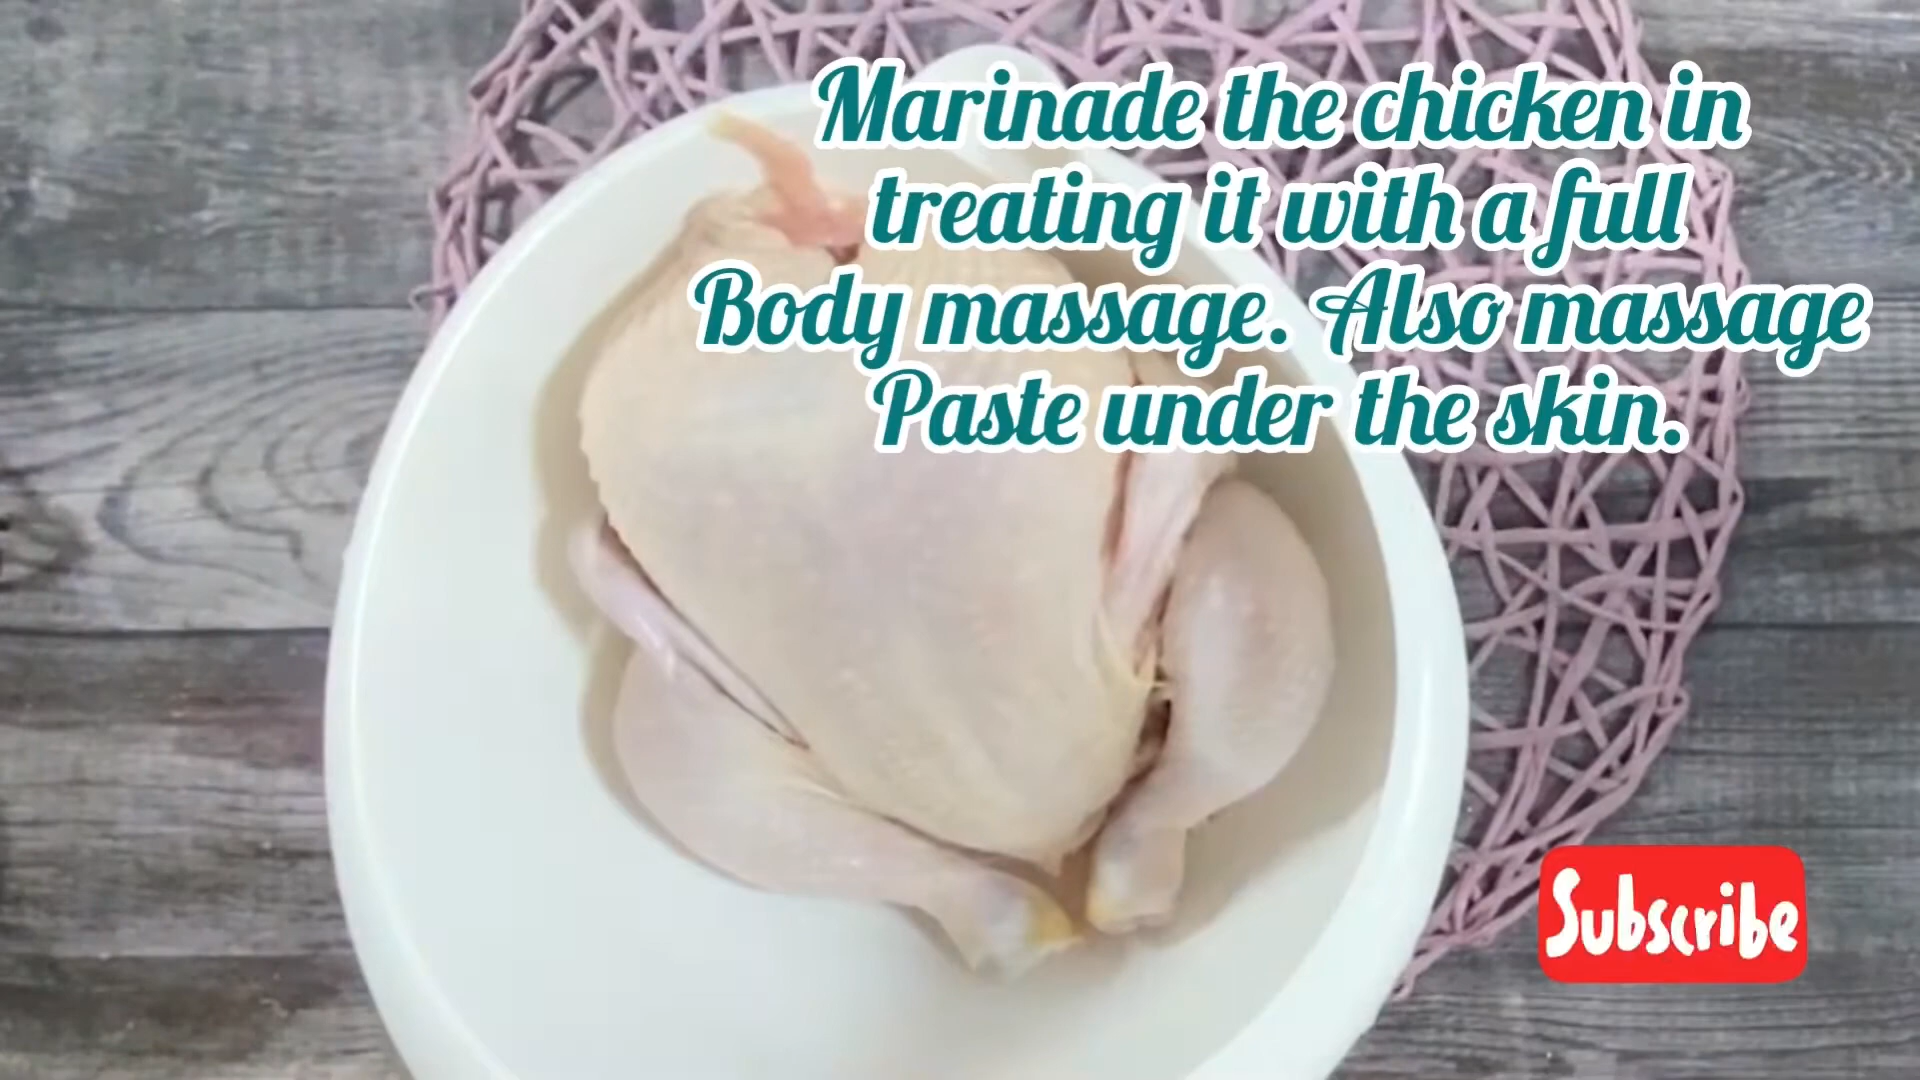 Marinade the chicken in
treating it with a full
Body massage. Also massage
Paste under the skin.
Subscribe